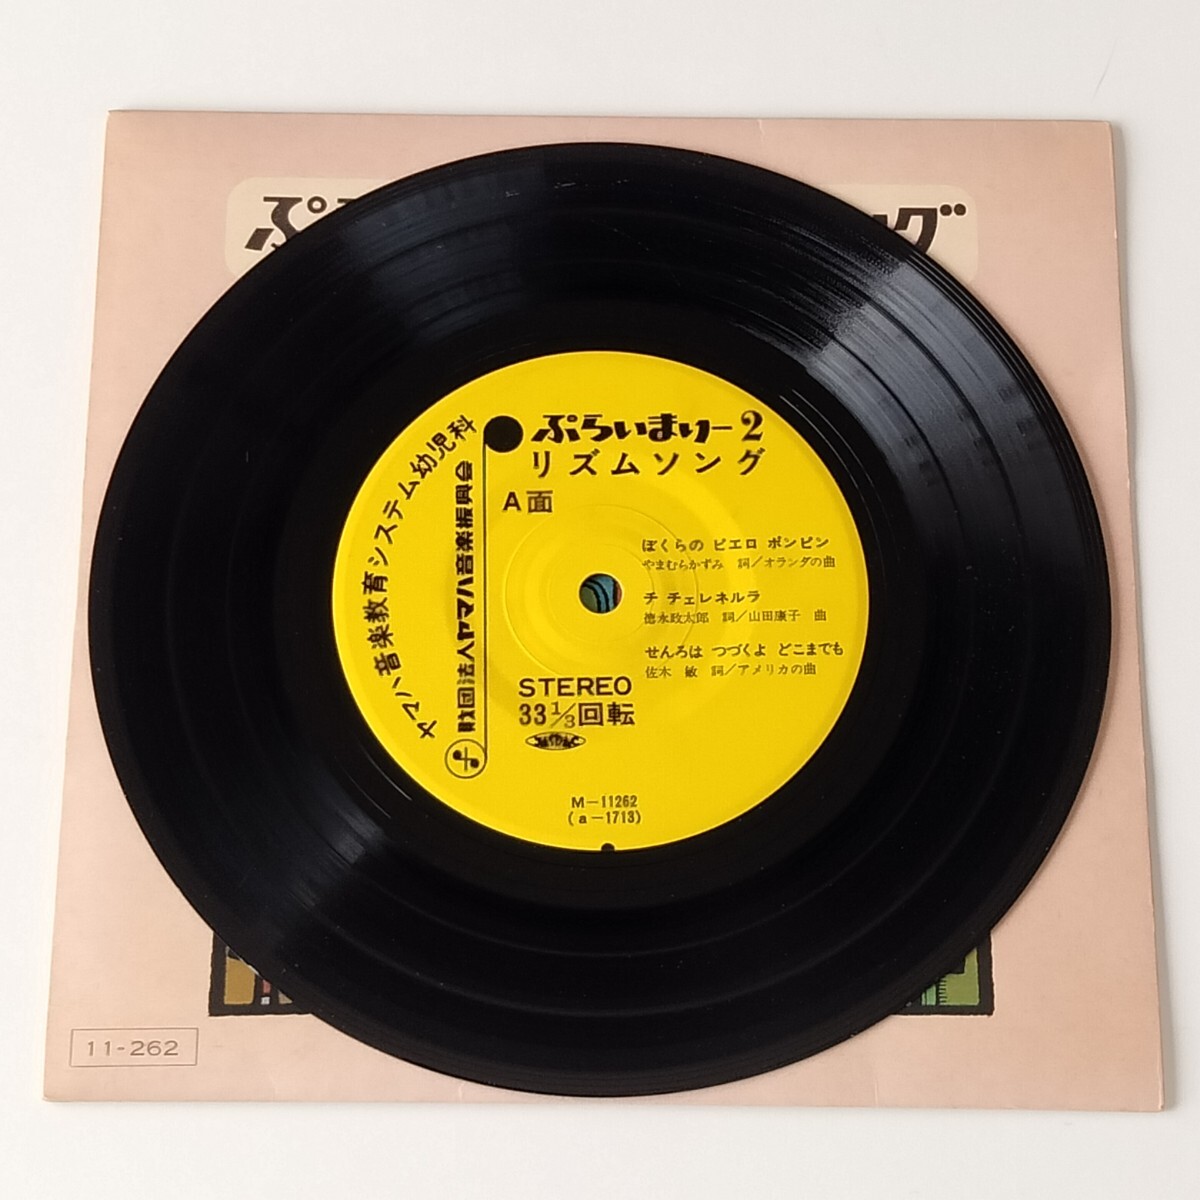 ぷ
ング
ヤマハ音楽教育システム幼児科
財団法人ヤマハ音楽振興会
ぷらいまりー2
リズムソング
A面
ぼくらの ピエロ ポンピン
やまむらかずみ 詞／オランダの曲
チ チェレネルラ
徳永政太郎 詞／山田康子 曲
せんろは つづくよ どこまでも
佐木 敏 詞／アメリカの曲
STEREO
33 1/3回転
M-11262
(a-1713)
11-262